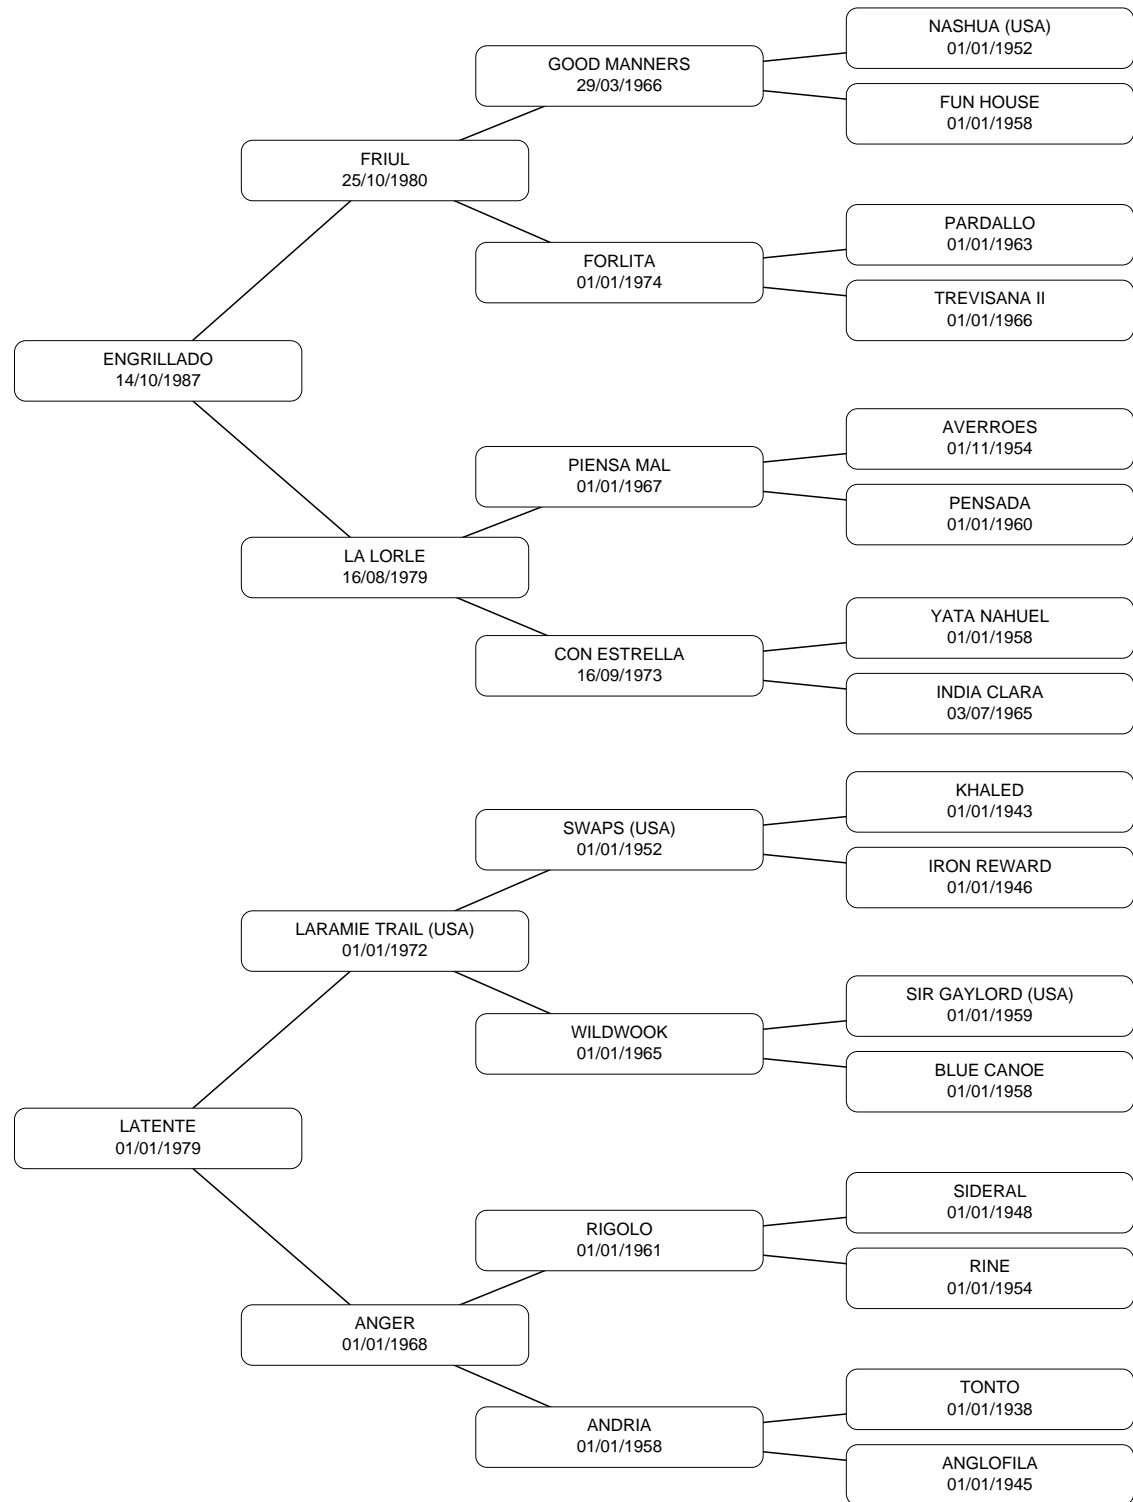 NASHUA (USA)
01/01/1952
GOOD MANNERS
29/03/1966
FUN HOUSE
01/01/1958
FRIUL
25/10/1980
PARDALLO
01/01/1963
FORLITA
01/01/1974
TREVISANA II
01/01/1966
ENGRILLADO
14/10/1987
AVERROES
01/11/1954
PIENSA MAL
01/01/1967
PENSADA
01/01/1960
LA LORLE
16/08/1979
YATA NAHUEL
01/01/1958
CON ESTRELLA
16/09/1973
INDIA CLARA
03/07/1965
KHALED
01/01/1943
SWAPS (USA)
01/01/1952
IRON REWARD
01/01/1946
LARAMIE TRAIL (USA)
01/01/1972
SIR GAYLORD (USA)
01/01/1959
WILDWOOK
01/01/1965
BLUE CANOE
01/01/1958
LATENTE
01/01/1979
SIDERAL
01/01/1948
RIGOLO
01/01/1961
RINE
01/01/1954
ANGER
01/01/1968
TONTO
01/01/1938
ANDRIA
01/01/1958
ANGLOFILA
01/01/1945